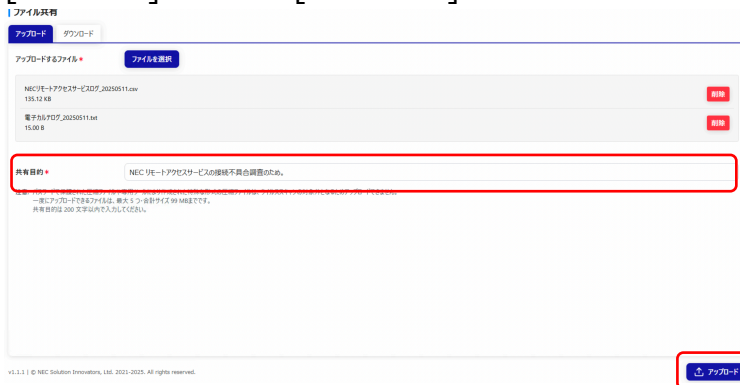 ファイル共有
アップロード ダウンロード
アップロードするファイル * ファイルを選択
NECリモートアクセスサービスログ_20250511.csv
135.12 KB
削除
電子カルテログ_20250511.txt
15.00 B
削除
共有目的 * NEC リモートアクセスサービスの接続不具合調査のため。
一度にアップロードできるファイルは、最大 5 つ・合計サイズ 99 MBまでです。
共有目的は 200 文字以内で入力してください。
v1.1.1 | © NEC Solution Innovators, Ltd. 2021-2025. All rights reserved.
アップロード